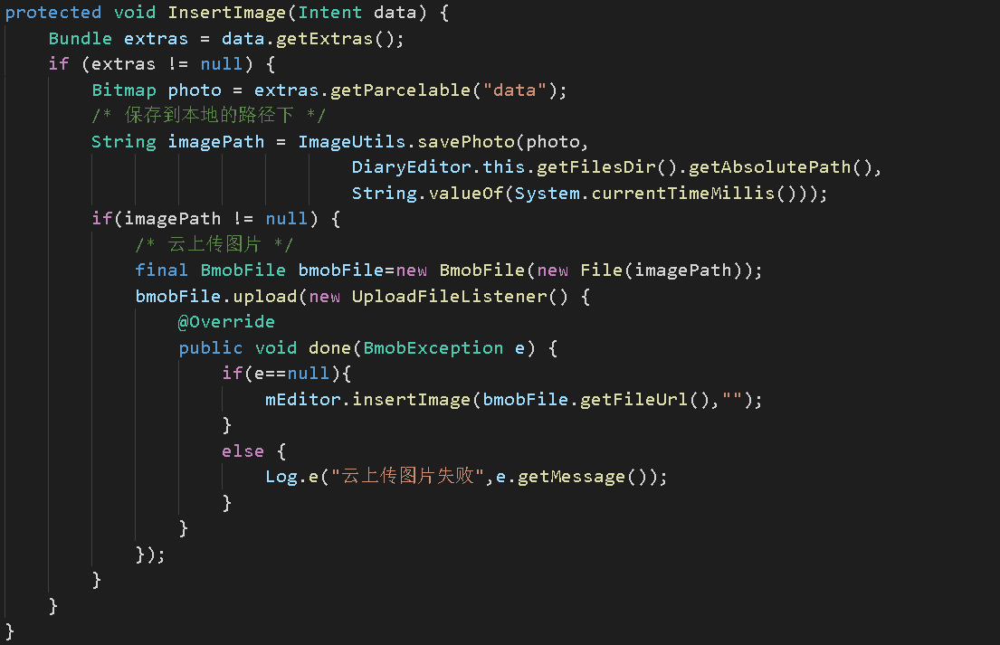 protected void InsertImage(Intent data) {
    Bundle extras = data.getExtras();
    if (extras != null) {
        Bitmap photo = extras.getParcelable("data");
        /* 保存到本地的路径下 */
        String imagePath = ImageUtils.savePhoto(photo,
                                DiaryEditor.this.getFilesDir().getAbsolutePath(),
                                String.valueOf(System.currentTimeMillis()));
        if(imagePath != null) {
            /* 云上传图片 */
            final BmobFile bmobFile=new BmobFile(new File(imagePath));
            bmobFile.upload(new UploadFileListener() {
                @Override
                public void done(BmobException e) {
                    if(e==null){
                        mEditor.insertImage(bmobFile.getFileUrl(),"");
                    }
                    else {
                        Log.e("云上传图片失败",e.getMessage());
                    }
                }
            });
        }
    }
}